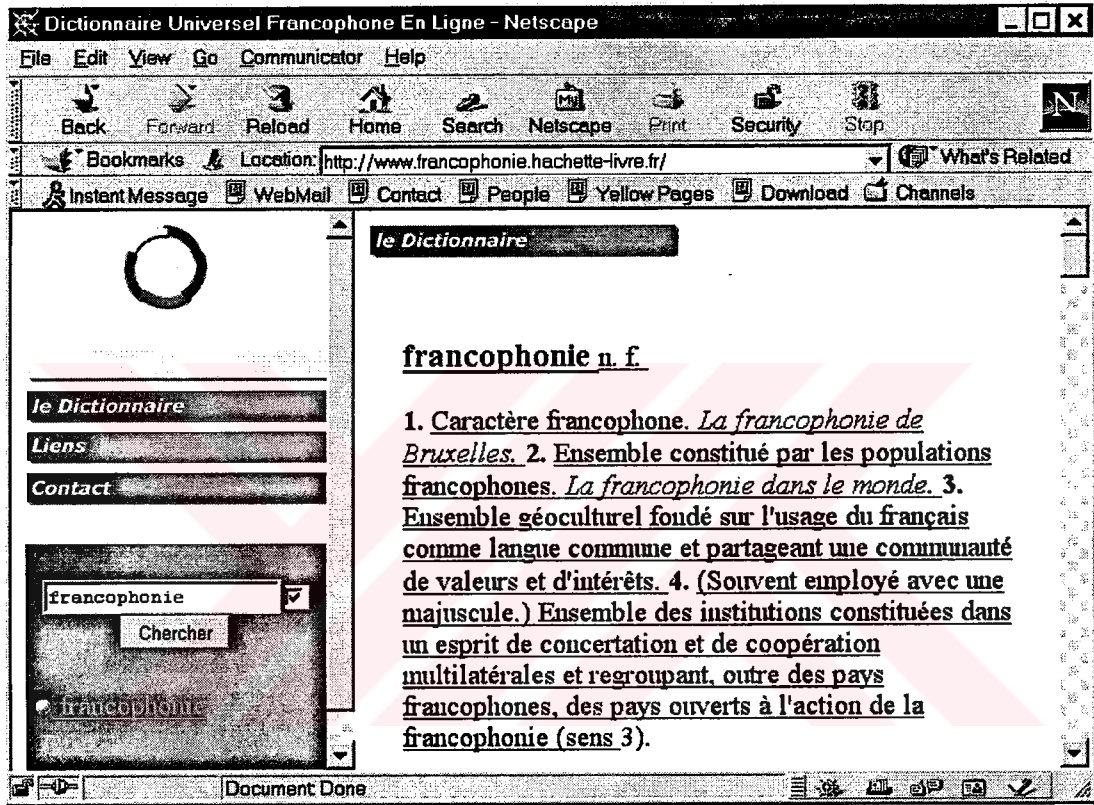 Dictionnaire Universel Francophone En Ligne - Netscape
File Edit View Go Communicator Help
Back Forward Reload Home Search Netscape Print Security Stop
Bookmarks Location: http://www.francophonie.hachette-livre.fr/ What's Related
Instant Message WebMail Contact People Yellow Pages Download Channels
le Dictionnaire
Liens
Contact
francophonie
Chercher
francophonie
le Dictionnaire
francophonie n. f.
1. Caractère francophone. La francophonie de
Bruxelles. 2. Ensemble constitué par les populations
francophones. La francophonie dans le monde. 3.
Ensemble géoculturel fondé sur l'usage du français
comme langue commune et partageant une communauté
de valeurs et d'intérêts. 4. (Souvent employé avec une
majuscule.) Ensemble des institutions constituées dans
un esprit de concertation et de coopération
multilatérales et regroupant, outre des pays
francophones, des pays ouverts à l'action de la
francophonie (sens 3).
Document: Done